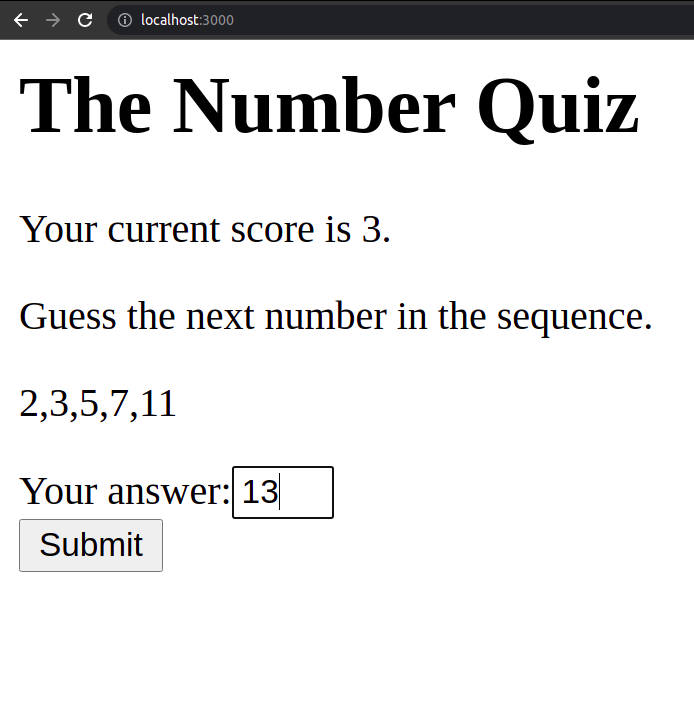 localhost:3000
The Number Quiz
Your current score is 3.
Guess the next number in the sequence.
2,3,5,7,11
Your answer: 13
Submit